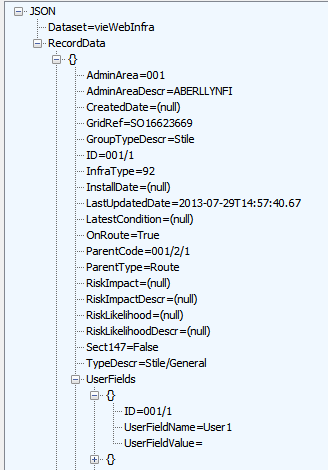 JSON
Dataset=vieWebInfra
RecordData
{}
AdminArea=001
AdminAreaDescr=ABERLLYNFI
CreatedDate=(null)
GridRef=SO16623669
GroupTypeDescr=Stile
ID=001/1
InfraType=92
InstallDate=(null)
LastUpdatedDate=2013-07-29T14:57:40.67
LatestCondition=(null)
OnRoute=True
ParentCode=001/2/1
ParentType=Route
RiskImpact=(null)
RiskImpactDescr=(null)
RiskLikelihood=(null)
RiskLikelihoodDescr=(null)
Sect147=False
TypeDescr=Stile/General
UserFields
{}
ID=001/1
UserFieldName=User1
UserFieldValue=
{}